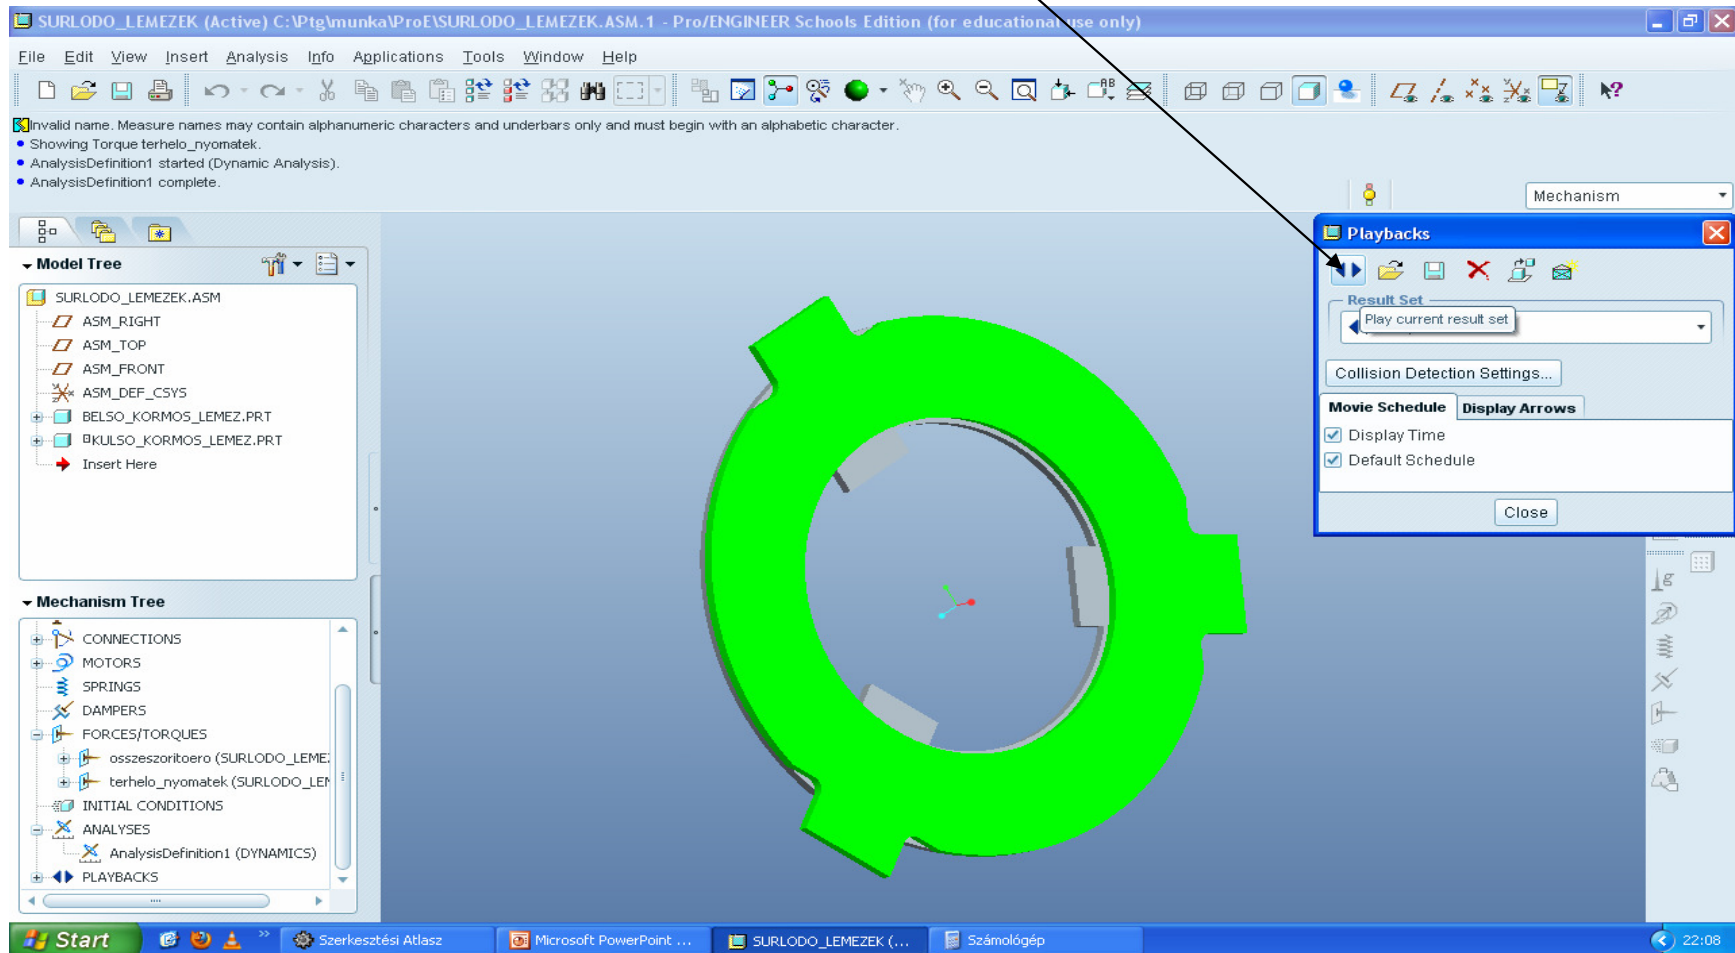 SURLODO_LEMEZEK (Active) C:\Ptg\munka\ProE\SURLODO_LEMEZEK.ASM.1 - Pro/ENGINEER Schools Edition (for educational use only)
File Edit View Insert Analysis Info Applications Tools Window Help
Invalid name. Measure names may contain alphanumeric characters and underbars only and must begin with an alphabetic character.
Showing Torque terhelo_nyomatek.
AnalysisDefinition1 started (Dynamic Analysis).
AnalysisDefinition1 complete.
Mechanism
Model Tree
SURLODO_LEMEZEK.ASM
ASM_RIGHT
ASM_TOP
ASM_FRONT
ASM_DEF_CSYS
BELSO_KORMOS_LEMEZ.PRT
KULSO_KORMOS_LEMEZ.PRT
Insert Here
Mechanism Tree
CONNECTIONS
MOTORS
SPRINGS
DAMPERS
FORCES/TORQUES
osszeszoritoero (SURLODO_LEME
terhelo_nyomatek (SURLODO_LEM
INITIAL CONDITIONS
ANALYSES
AnalysisDefinition1 (DYNAMICS)
PLAYBACKS
Playbacks
Result Set
Play current result set
Collision Detection Settings...
Movie Schedule Display Arrows
Display Time
Default Schedule
Close
Start Szerkesztési Atlasz Microsoft PowerPoint ... SURLODO_LEMEZEK (... Számológép 22:08